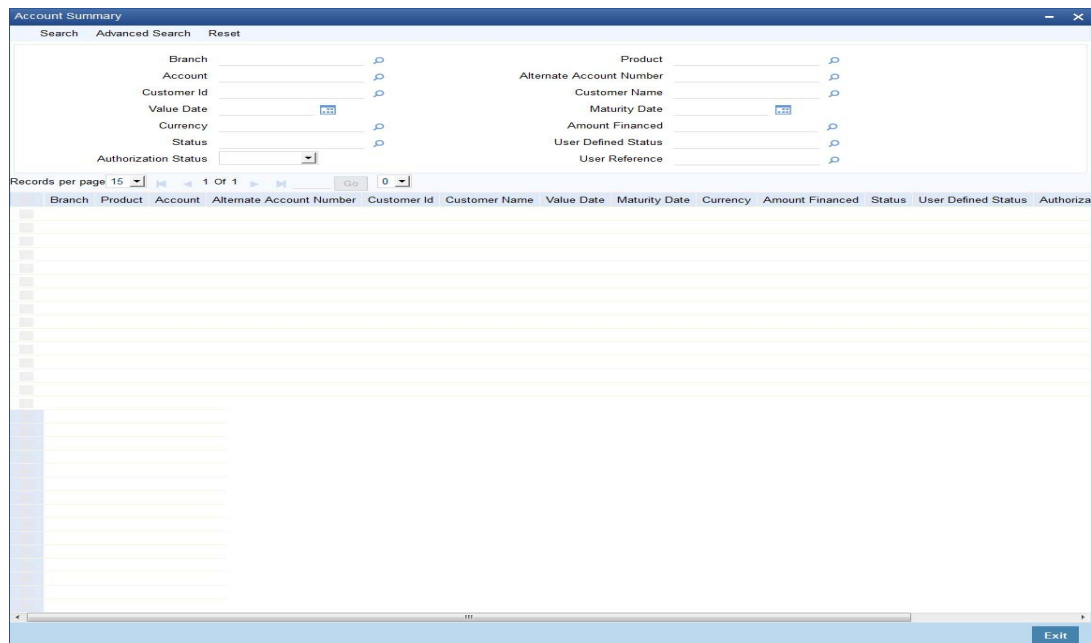 Account Summary
Search Advanced Search Reset
Branch Product
Account Alternate Account Number
Customer Id Customer Name
Value Date Maturity Date
Currency Amount Financed
Status User Defined Status
Authorization Status User Reference
Records per page 15 1 Of 1 Go 0
Branch Product Account Alternate Account Number Customer Id Customer Name Value Date Maturity Date Currency Amount Financed Status User Defined Status Authoriza
Exit